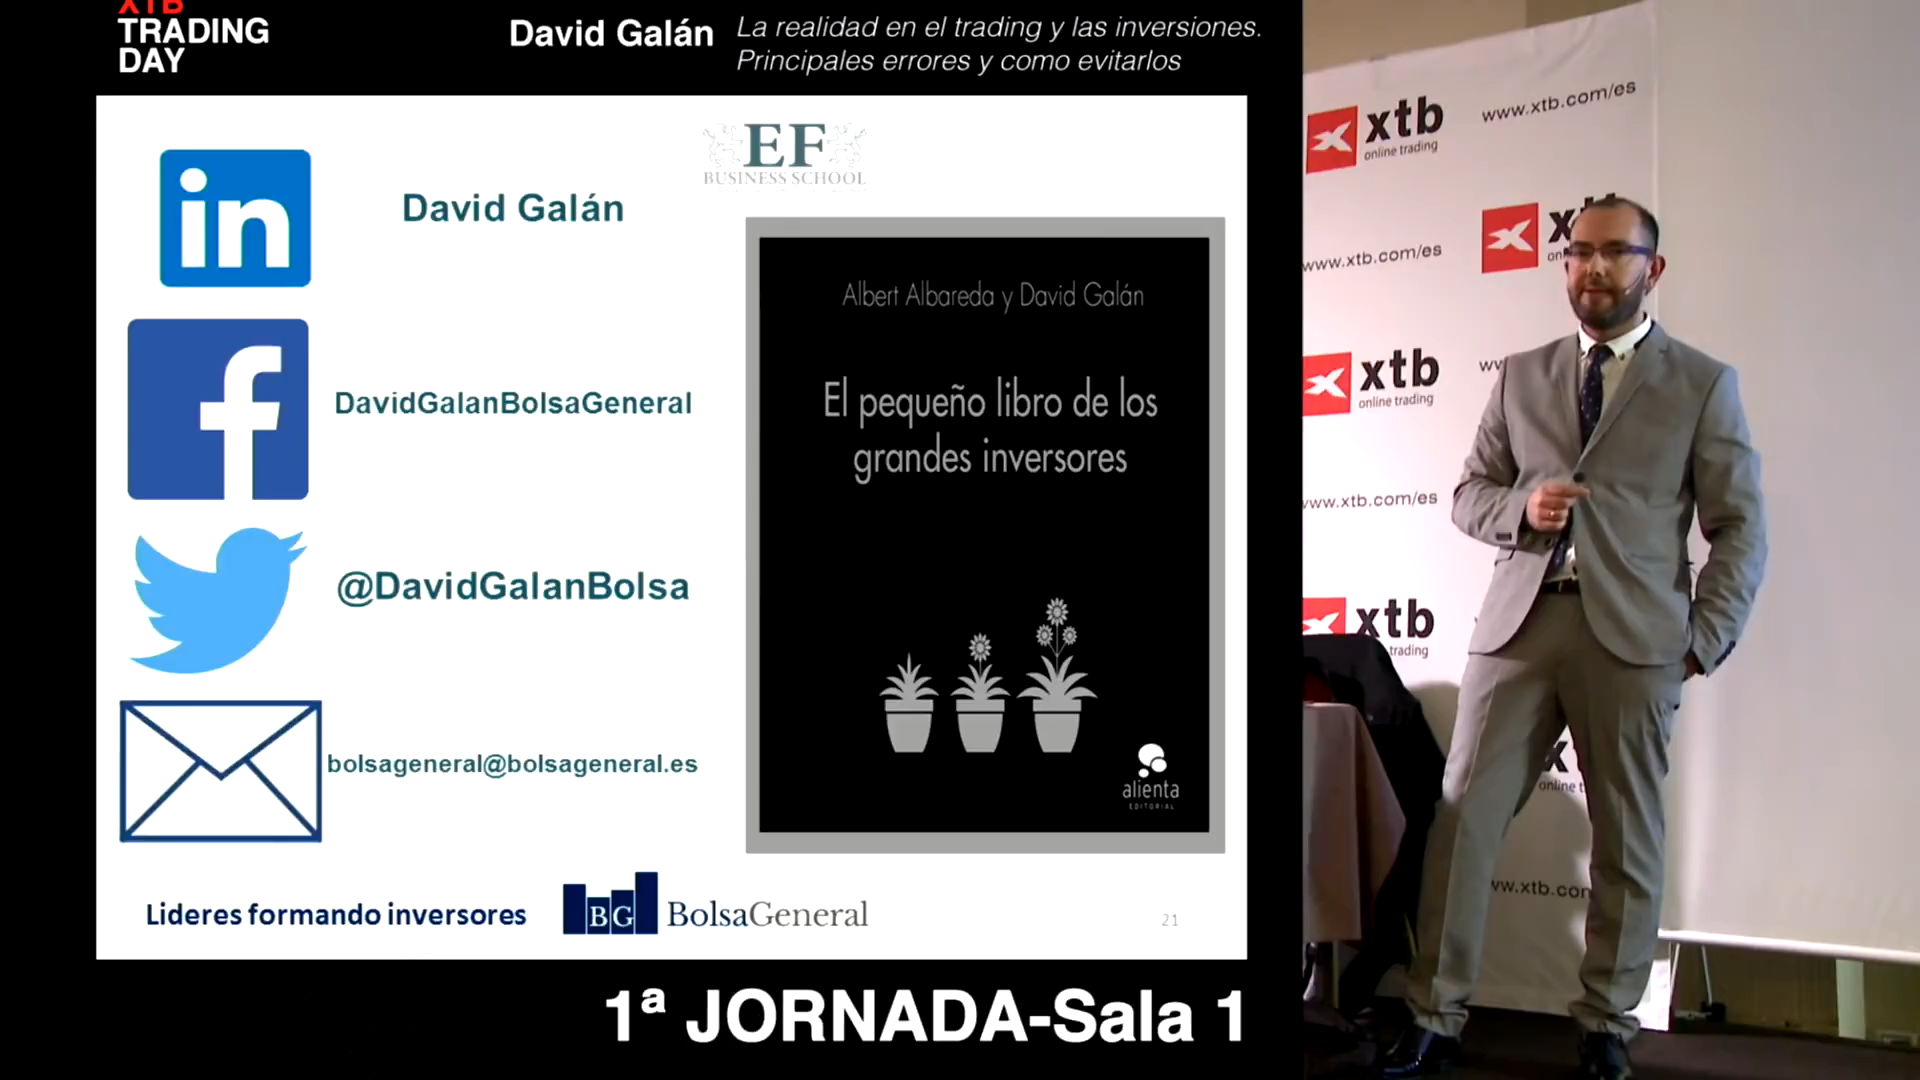 XTB
TRADING
DAY
David Galán
La realidad en el trading y las inversiones.
Principales errores y como evitarlos
EF
BUSINESS SCHOOL
David Galán
DavidGalanBolsaGeneral
@DavidGalanBolsa
bolsageneral@bolsageneral.es
Albert Albareda y David Galán
El pequeño libro de los
grandes inversores
alienta
EDITORIAL
Lideres formando inversores
BG BolsaGeneral
21
1ª JORNADA-Sala 1
xtb
online trading
www.xtb.com/es
www.xtb.com/es
xtb
online trading
www.xtb.com/es
xtb
trading